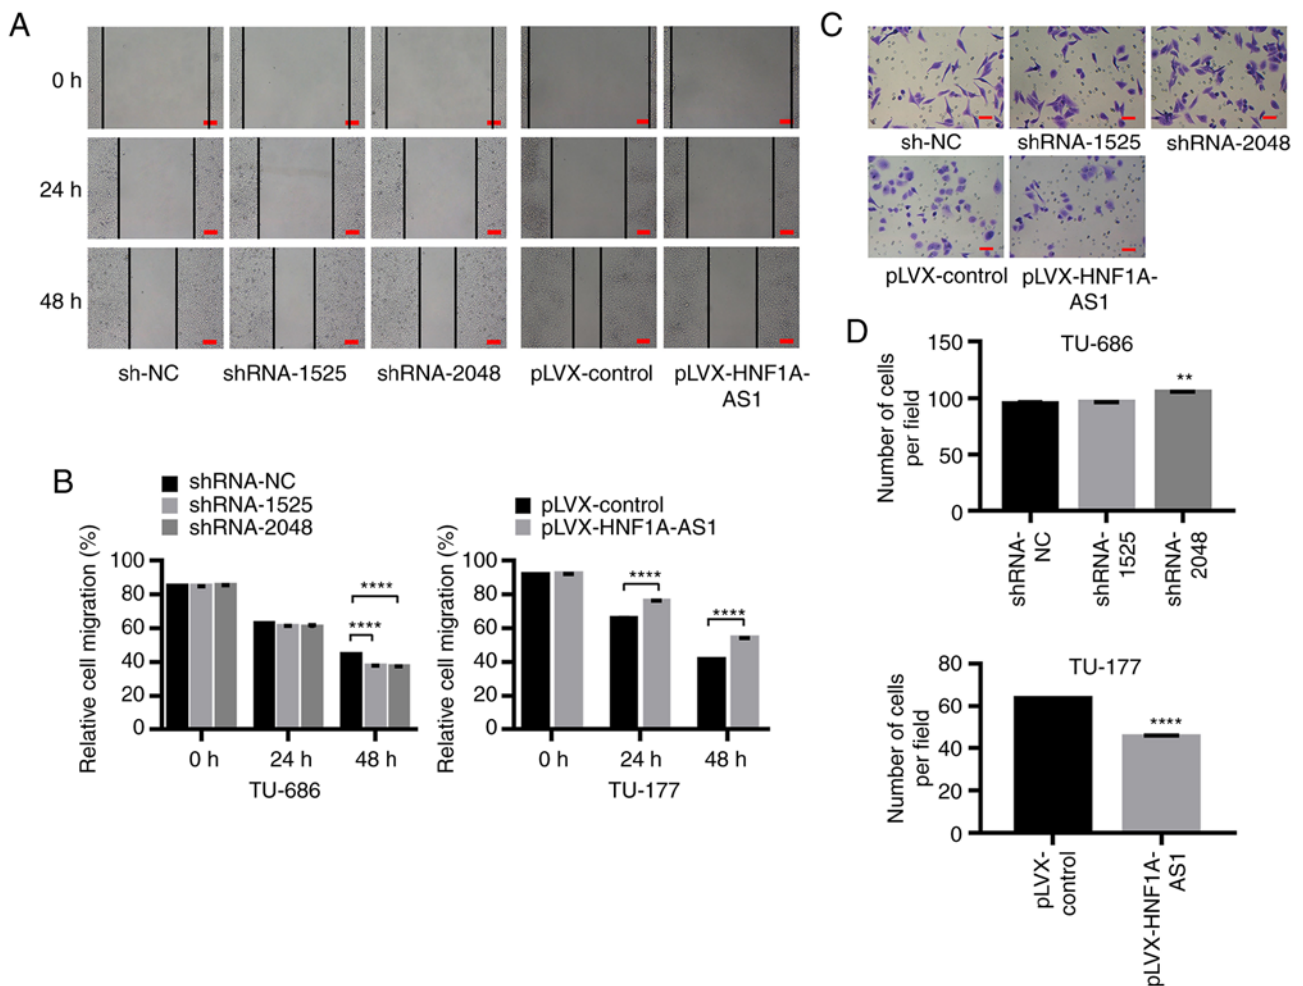 A
0 h
24 h
48 h
sh-NC
shRNA-1525
shRNA-2048
pLVX-control
pLVX-HNF1A-
AS1
C
sh-NC
shRNA-1525
shRNA-2048
pLVX-control
pLVX-HNF1A-
AS1
B
shRNA-NC
shRNA-1525
shRNA-2048
Relative cell migration (%)
100
80
60
40
20
0
****
****
0 h
24 h
48 h
TU-686
pLVX-control
pLVX-HNF1A-AS1
Relative cell migration (%)
100
80
60
40
20
0
****
****
0 h
24 h
48 h
TU-177
D
TU-686
Number of cells
per field
150
100
50
0
**
shRNA-
NC
shRNA-
1525
shRNA-
2048
TU-177
Number of cells
per field
80
60
40
20
0
****
pLVX-
control
pLVX-HNF1A-
AS1